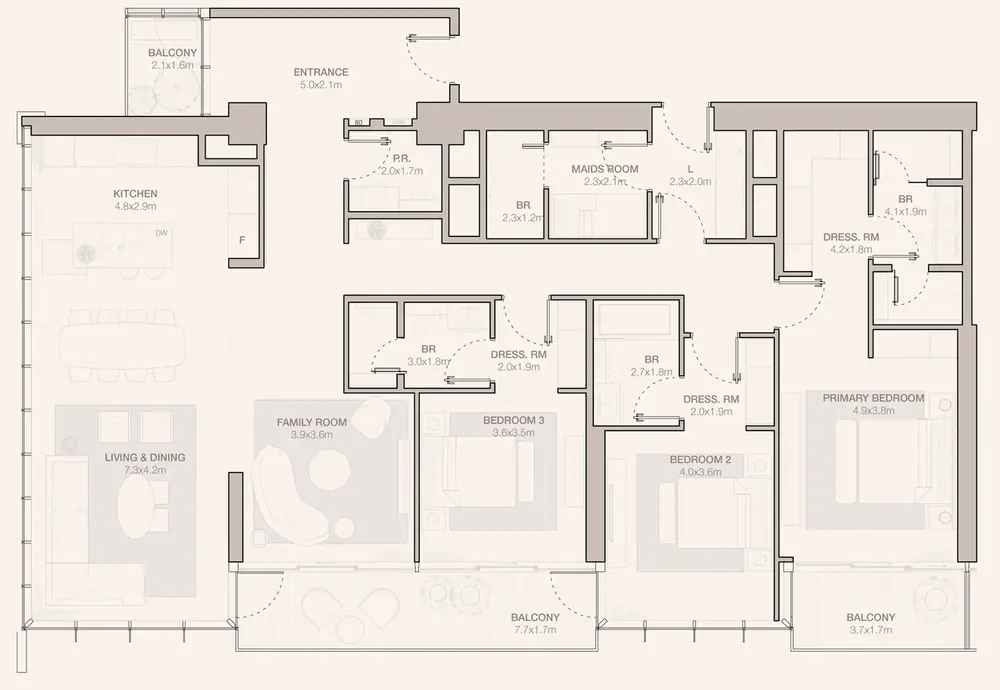 BALCONY
2.1x1.6m
ENTRANCE
5.0x2.1m
80
P.R.
2.0x1.7m
MAIDS ROOM
2.3x2.1m
L
2.3x2.0m
KITCHEN
4.8x2.9m
BR
2.3x1.2m
BR
4.1x1.9m
DW
F
DRESS. RM
4.2x1.8m
BR
3.0x1.8m
DRESS. RM
2.0x1.9m
BR
2.7x1.8m
DRESS. RM
2.0x1.9m
PRIMARY BEDROOM
4.9x3.8m
FAMILY ROOM
3.9x3.6m
BEDROOM 3
3.6x3.5m
LIVING & DINING
7.3x4.2m
BEDROOM 2
4.0x3.6m
BALCONY
7.7x1.7m
BALCONY
3.7x1.7m